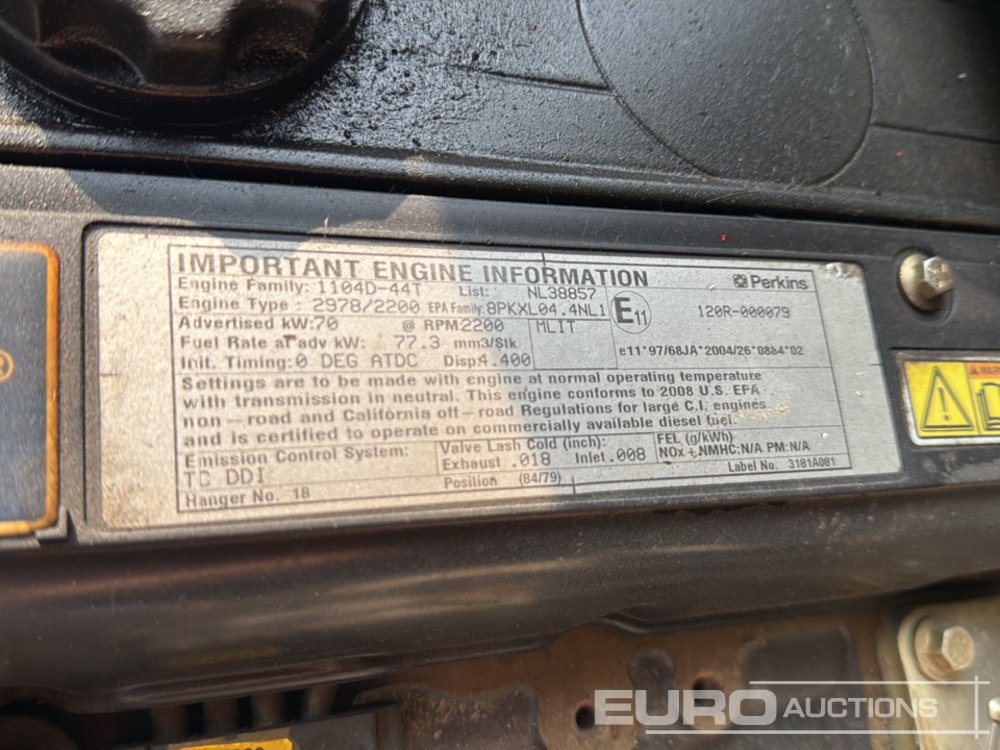 IMPORTANT ENGINE INFORMATION
Perkins
Engine Family: 1104D-44T List: NL38857
Engine Type : 2978/2200 EPA Family: 8PKXL04.4NL1
E11
120R-000079
Advertised kW:70 @ RPM2200 MLIT
Fuel Rate at adv kW: 77.3 mm3/Stk
Init. Timing:0 DEG ATDC Disp4.400
e11*97/68JA*2004/26*0884*02
Settings are to be made with engine at normal operating temperature
with transmission in neutral. This engine conforms to 2008 U.S. EPA
non-road and California off-road Regulations for large C.I. engines
and is certified to operate on commercially available diesel fuel.
Emission Control System:
TC DDI
Hanger No. 18
Valve Lash Cold (inch):
Exhaust .018 Inlet .008
Position (84/79)
FEL (g/kWh)
NOx+NMHC:N/A PM:N/A
Label No. 3181A081
EURO AUCTIONS